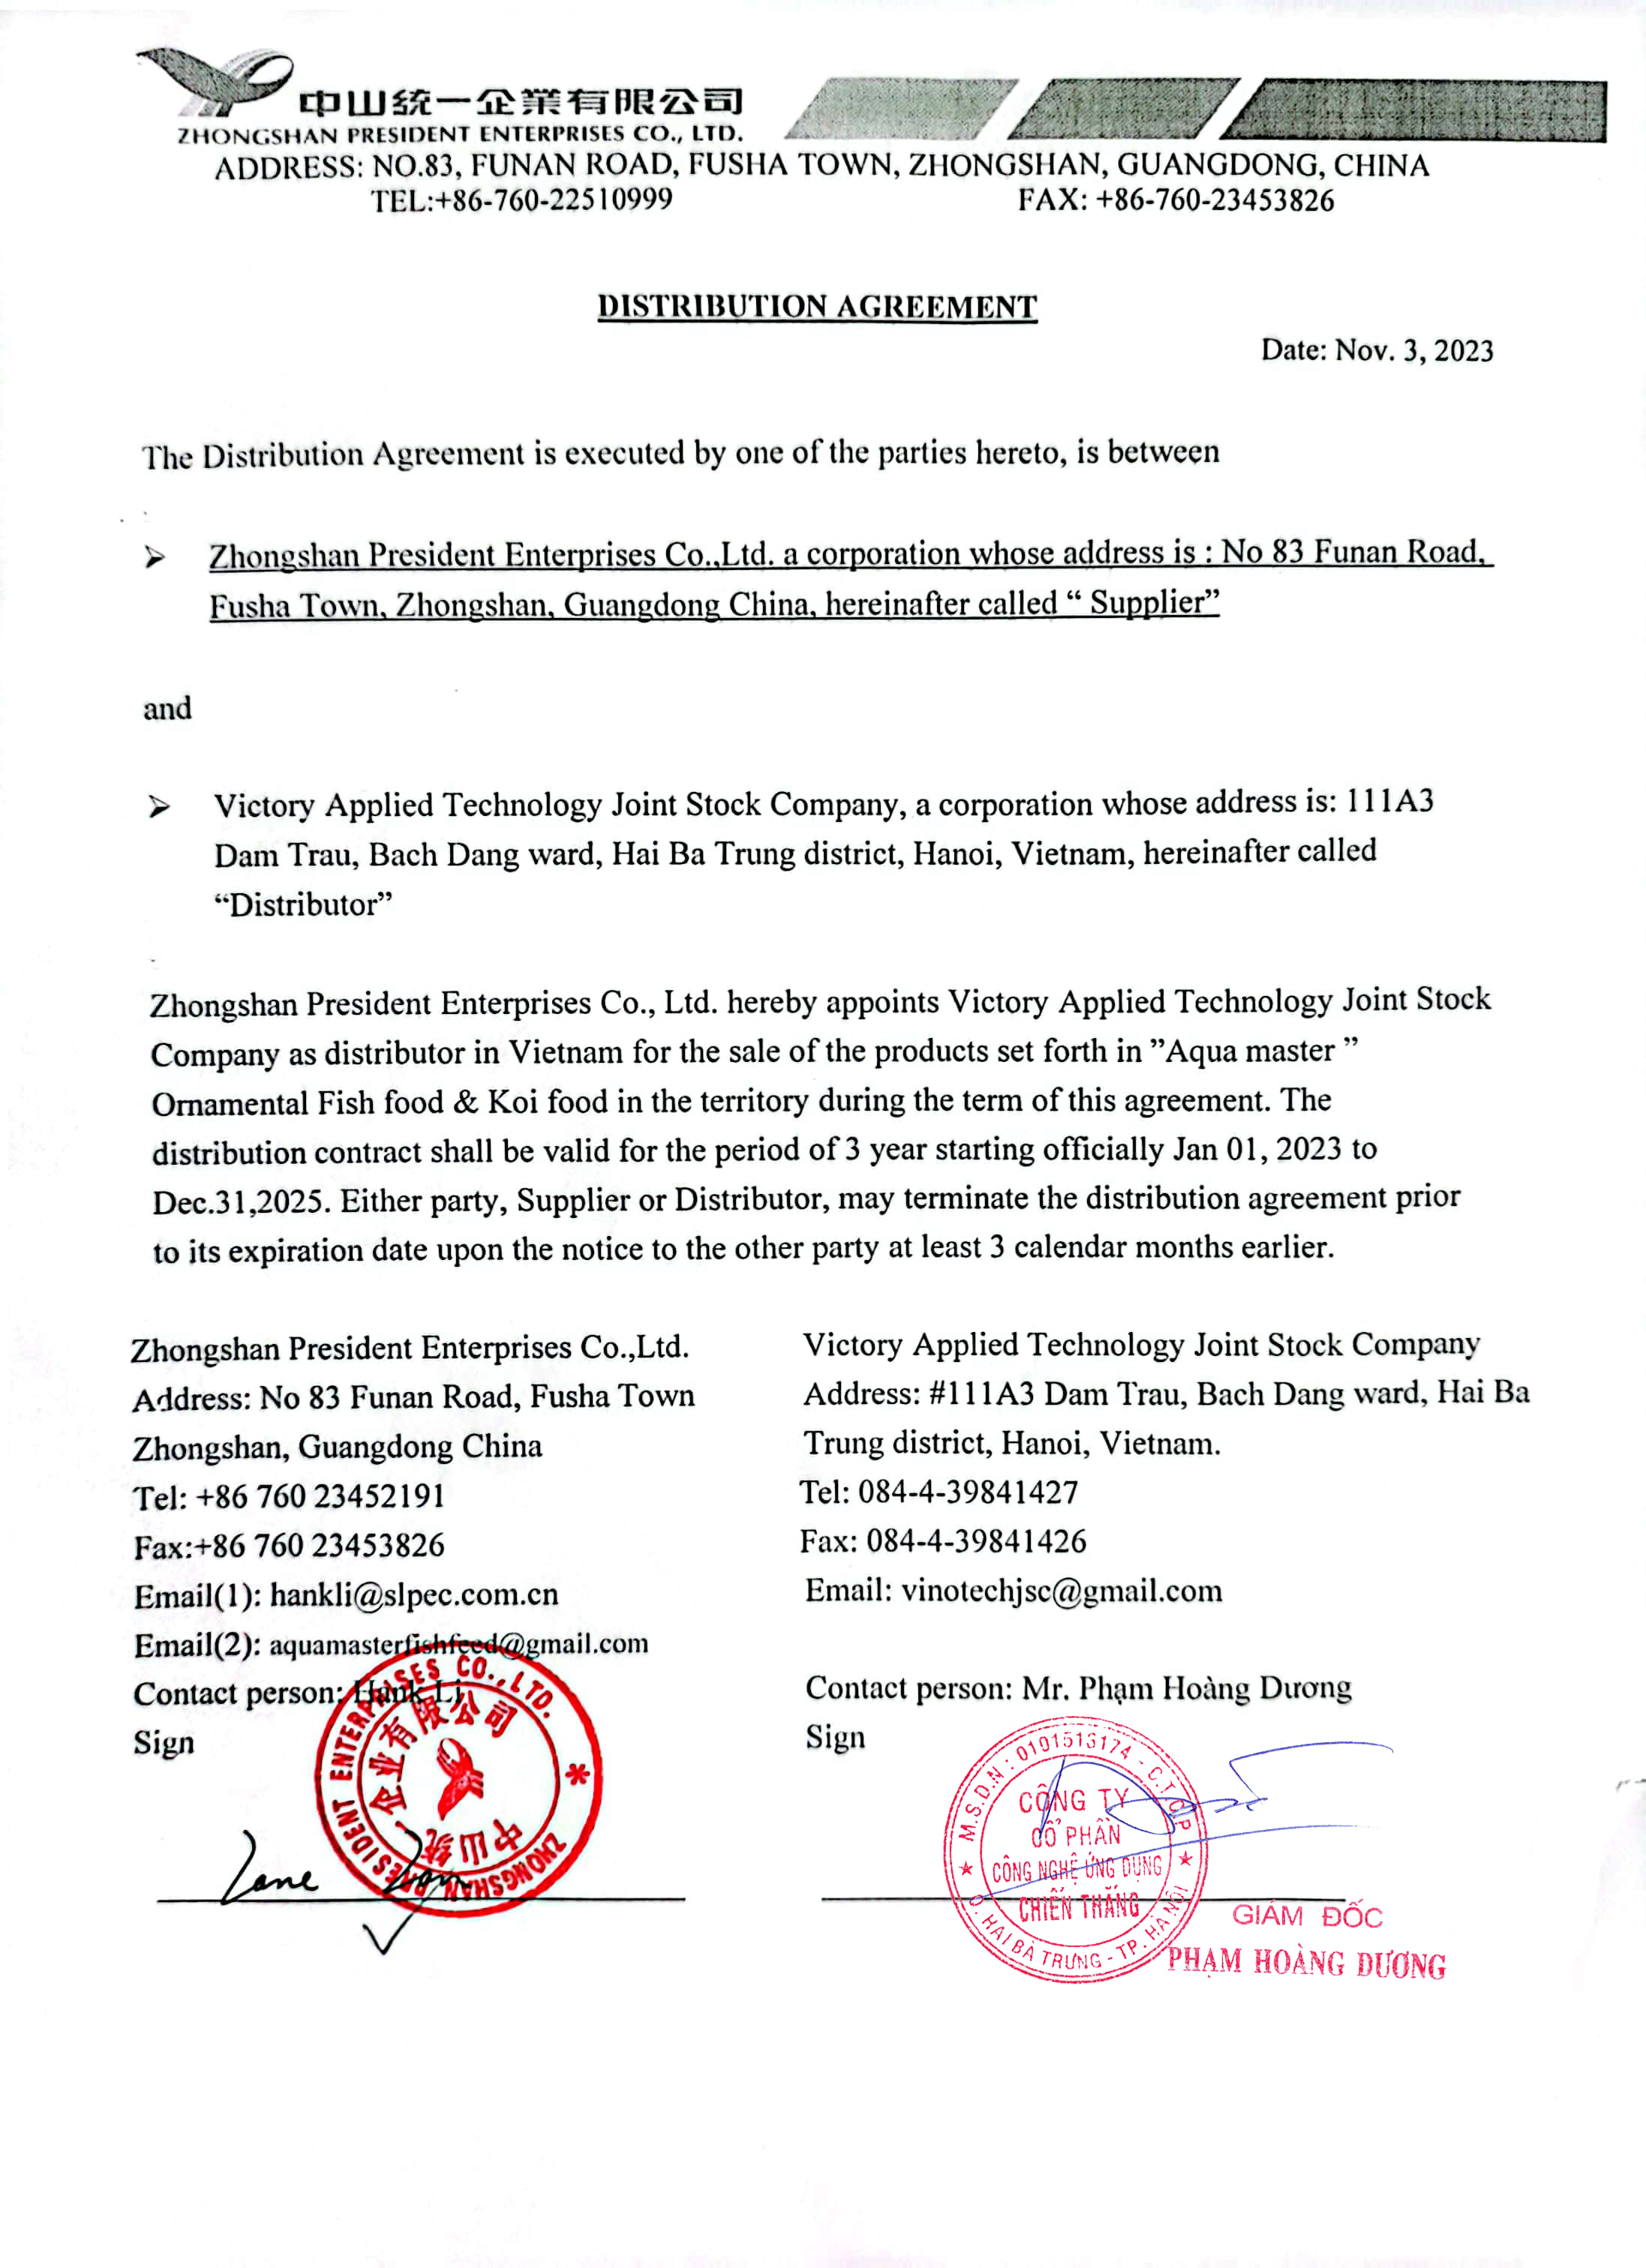 中山統一企業有限公司
ZHONGSHAN PRESIDENT ENTERPRISES CO., LTD.
ADDRESS: NO.83, FUNAN ROAD, FUSHA TOWN, ZHONGSHAN, GUANGDONG, CHINA
TEL:+86-760-22510999 FAX: +86-760-23453826
DISTRIBUTION AGREEMENT
Date: Nov. 3, 2023
The Distribution Agreement is executed by one of the parties hereto, is between
➢ Zhongshan President Enterprises Co.,Ltd. a corporation whose address is : No 83 Funan Road,
Fusha Town, Zhongshan, Guangdong China, hereinafter called “ Supplier”
and
➢ Victory Applied Technology Joint Stock Company, a corporation whose address is: 111A3
Dam Trau, Bach Dang ward, Hai Ba Trung district, Hanoi, Vietnam, hereinafter called
“Distributor”
Zhongshan President Enterprises Co., Ltd. hereby appoints Victory Applied Technology Joint Stock
Company as distributor in Vietnam for the sale of the products set forth in ”Aqua master ”
Ornamental Fish food & Koi food in the territory during the term of this agreement. The
distribution contract shall be valid for the period of 3 year starting officially Jan 01, 2023 to
Dec.31,2025. Either party, Supplier or Distributor, may terminate the distribution agreement prior
to its expiration date upon the notice to the other party at least 3 calendar months earlier.
Zhongshan President Enterprises Co.,Ltd.
Address: No 83 Funan Road, Fusha Town
Zhongshan, Guangdong China
Tel: +86 760 23452191
Fax:+86 760 23453826
Email(1): hankli@slpec.com.cn
Email(2): aquamasterfishfeed@gmail.com
Contact person: Hank Li
Sign
ZHONGSHAN PRESIDENT ENTERPRISES CO., LTD.
中山统一企业有限公司
Lane
Victory Applied Technology Joint Stock Company
Address: #111A3 Dam Trau, Bach Dang ward, Hai Ba
Trung district, Hanoi, Vietnam.
Tel: 084-4-39841427
Fax: 084-4-39841426
Email: vinotechjsc@gmail.com
Contact person: Mr. Phạm Hoàng Dương
Sign
M.S.D.N : 0101513174 - C.T.C.P
CÔNG TY
CỔ PHẦN
CÔNG NGHỆ ỨNG DỤNG
CHIẾN THẮNG
Q. HAI BÀ TRƯNG - TP. HÀ NỘI
GIÁM ĐỐC
PHẠM HOÀNG DƯƠNG